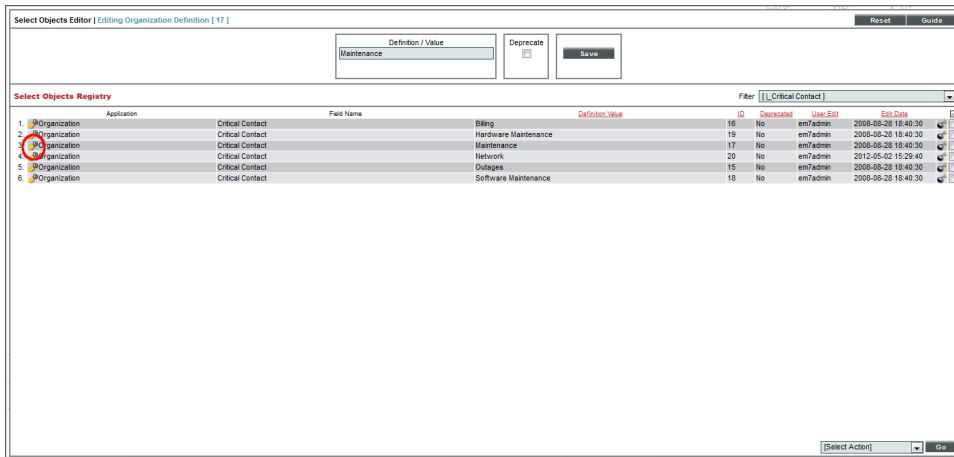 Select Objects Editor | Editing Organization Definition [ 17 ] Reset Guide
Definition / Value Deprecate
Maintenance Save
Select Objects Registry Filter [ |_Critical Contact ]
Application Field Name Definition Value ID Deprecated User Edit Edit Date
1. Organization Critical Contact Billing 16 No em7admin 2008-08-28 18:40:30
2. Organization Critical Contact Hardware Maintenance 19 No em7admin 2008-08-28 18:40:30
3. Organization Critical Contact Maintenance 17 No em7admin 2008-08-28 18:40:30
4. Organization Critical Contact Network 20 No em7admin 2012-05-02 15:29:40
5. Organization Critical Contact Outages 15 No em7admin 2008-08-28 18:40:30
6. Organization Critical Contact Software Maintenance 18 No em7admin 2008-08-28 18:40:30
[Select Action] Go